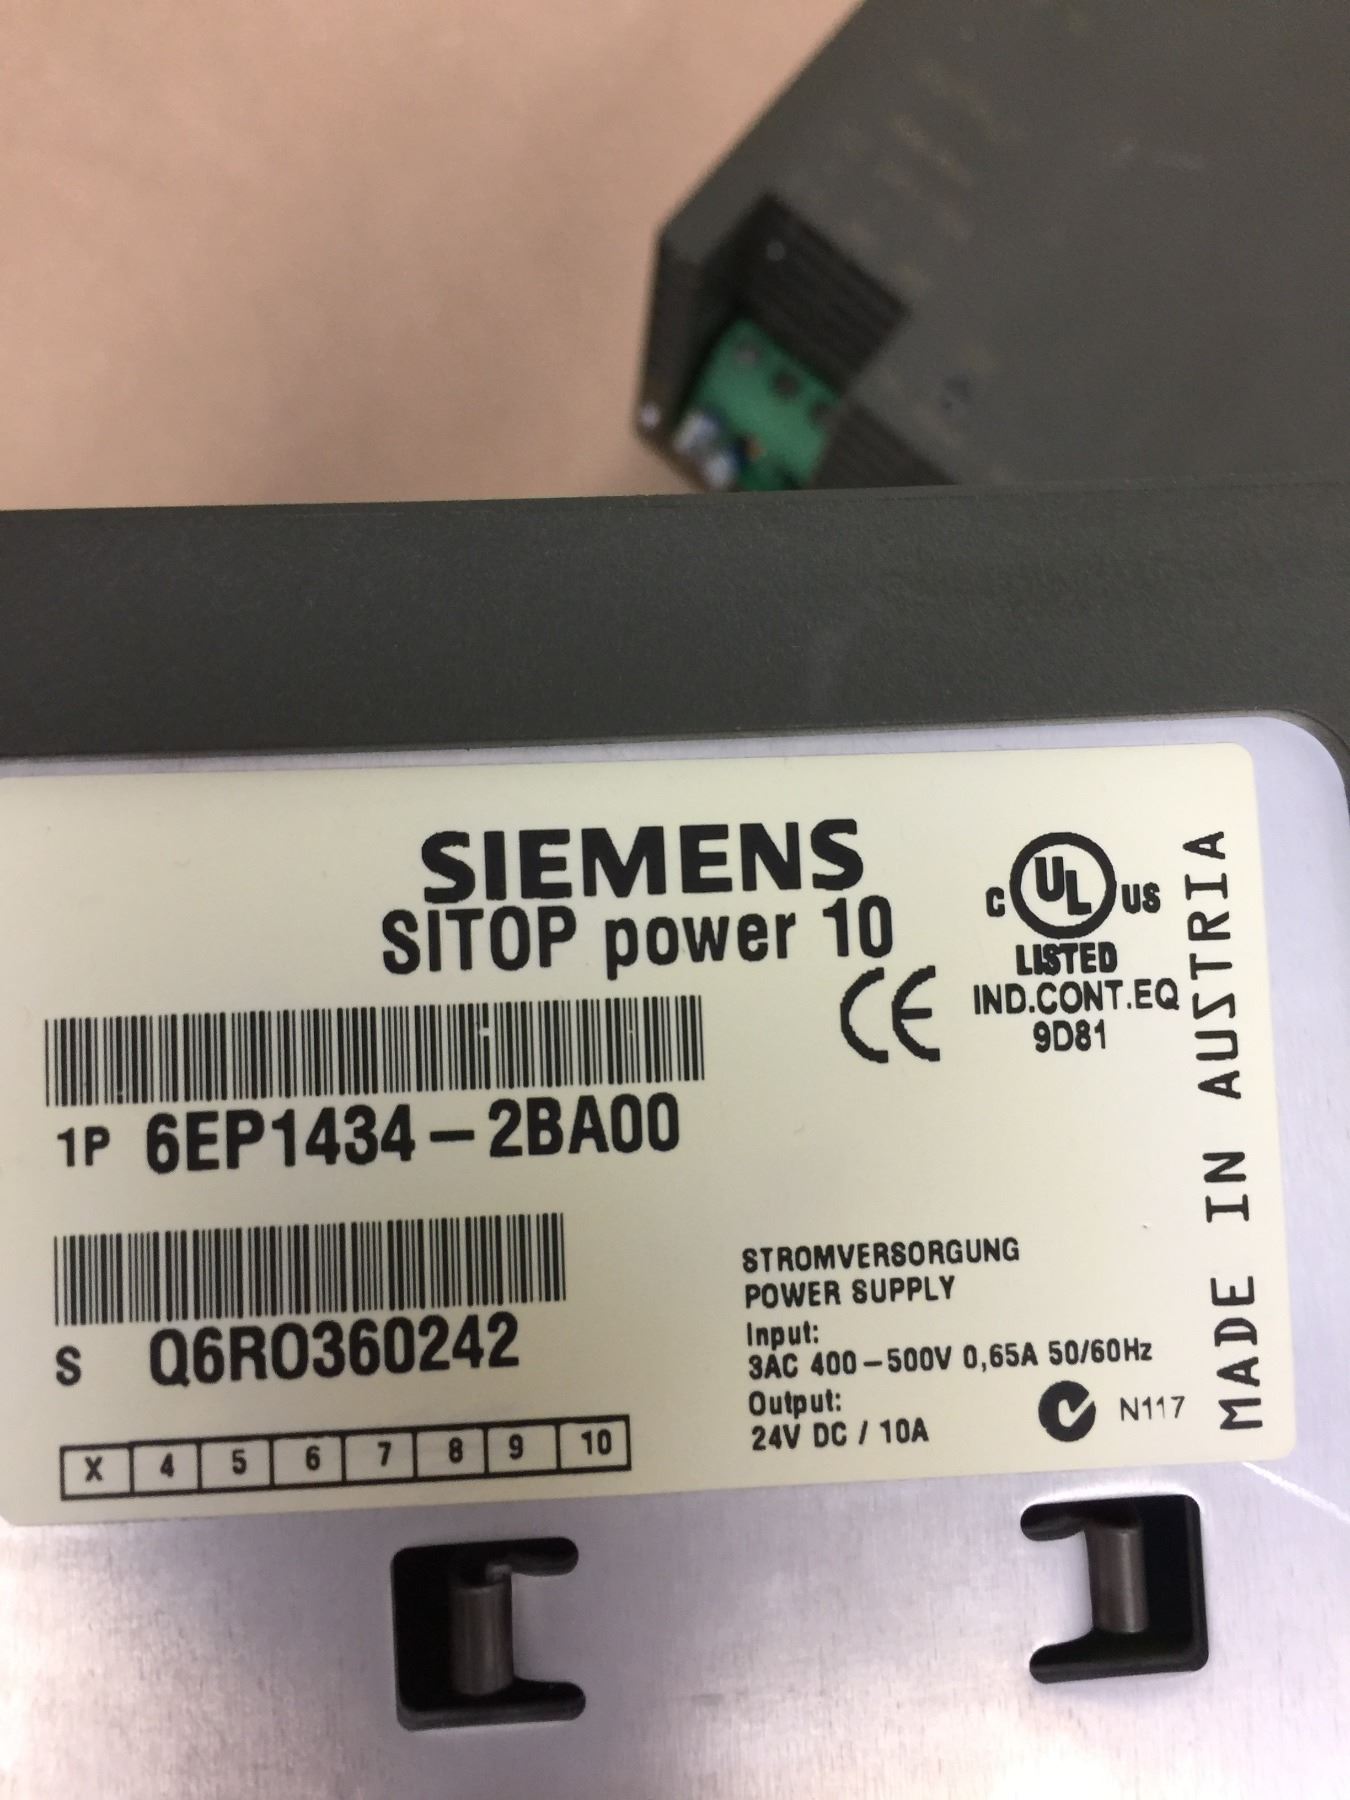 SIEMENS
SITOP power 10
C UL US
LISTED
IND.CONT.EQ
9D81
CE
1P 6EP1434-2BA00
S Q6RO360242
X 4 5 6 7 8 9 10
STROMVERSORGUNG
POWER SUPPLY
Input:
3AC 400-500V 0,65A 50/60Hz
Output:
24V DC / 10A
N117
MADE IN AUSTRIA